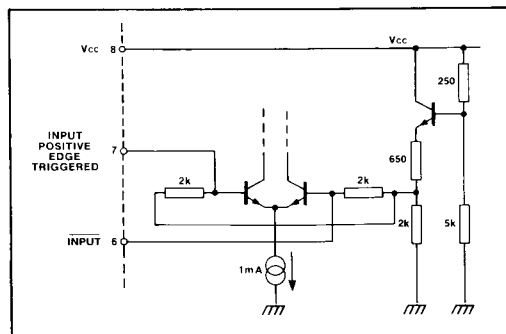 Vcc 8
Vcc
250
INPUT
POSITIVE
EDGE
TRIGGERED
7
650
2k
2k
2k
5k
INPUT 6
1mA